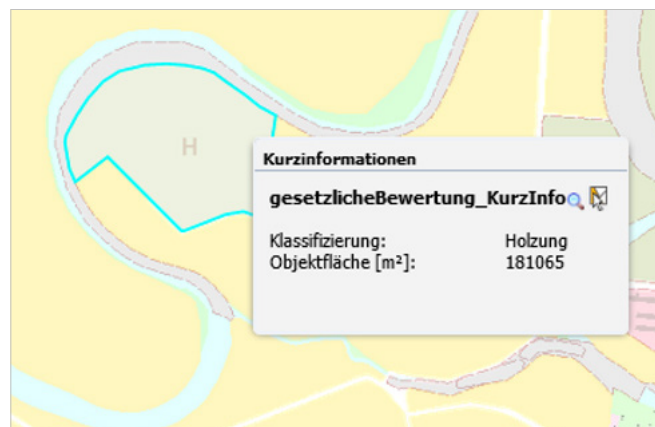 H
Kurzinformationen
gesetzlicheBewertung_KurzInfo
Klassifizierung: Holzung
Objektfläche [m²]: 181065